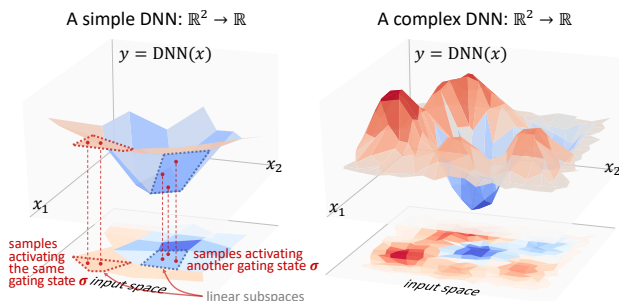 A simple DNN: ℝ² → ℝ
y = DNN(x)
x₂
x₁
samples
activating
the same
gating state σ
samples activating
another gating state σ
input space
linear subspaces
A complex DNN: ℝ² → ℝ
y = DNN(x)
x₂
x₁
input space